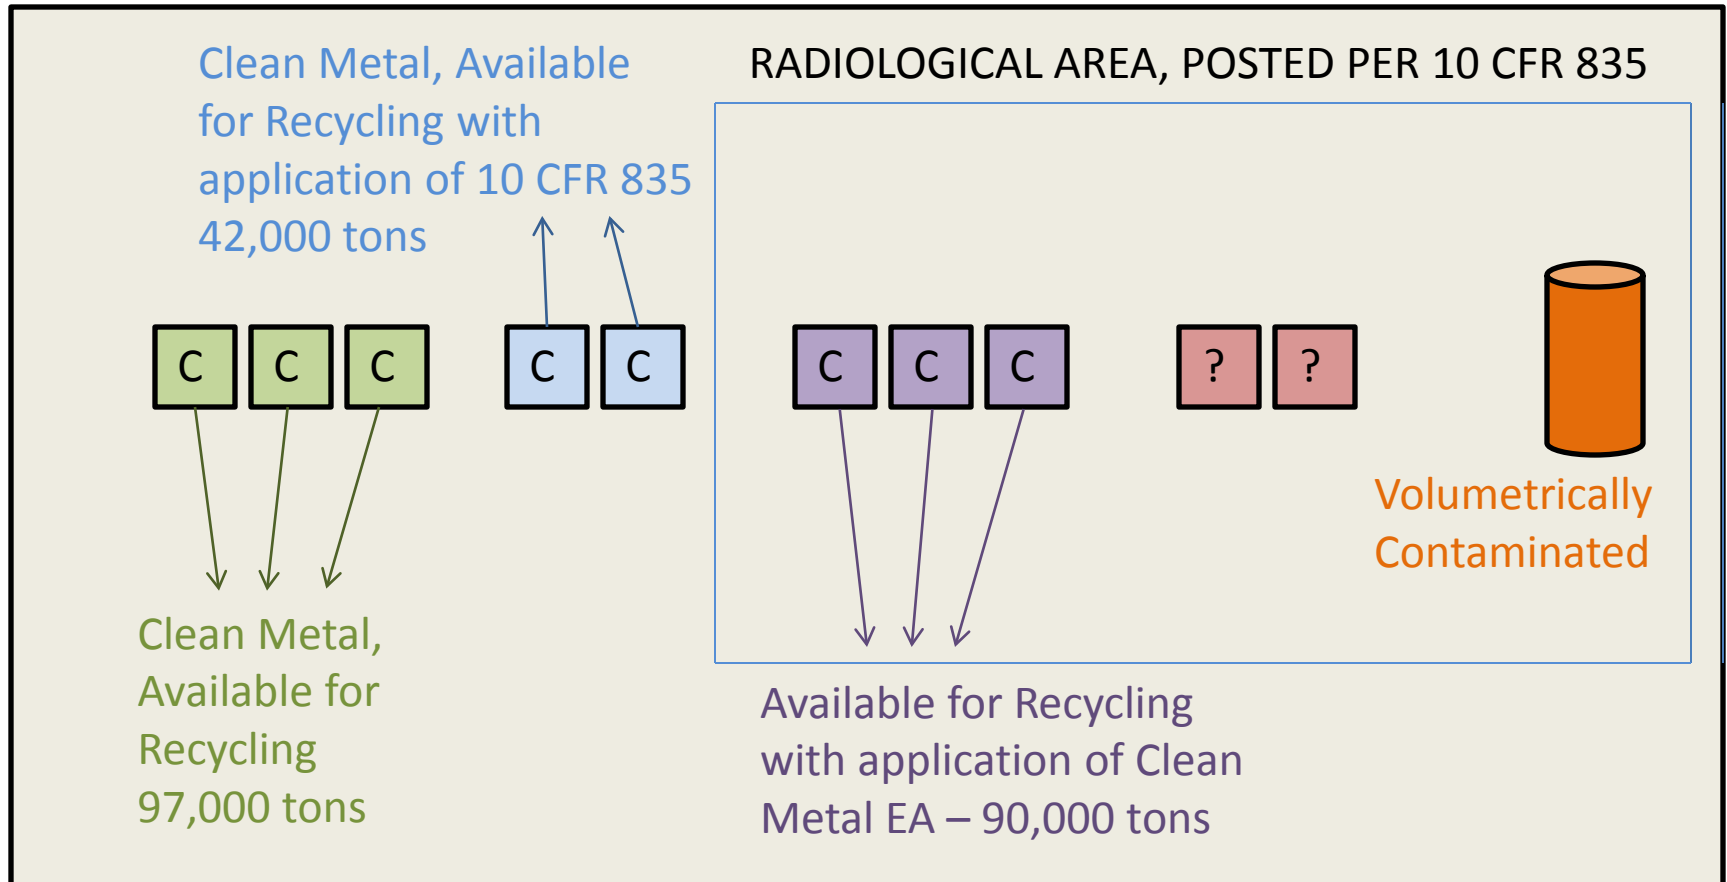 Clean Metal, Available
for Recycling with
application of 10 CFR 835
42,000 tons
RADIOLOGICAL AREA, POSTED PER 10 CFR 835
C C C C C C C C ? ?
Volumetrically
Contaminated
Clean Metal,
Available for
Recycling
97,000 tons
Available for Recycling
with application of Clean
Metal EA – 90,000 tons